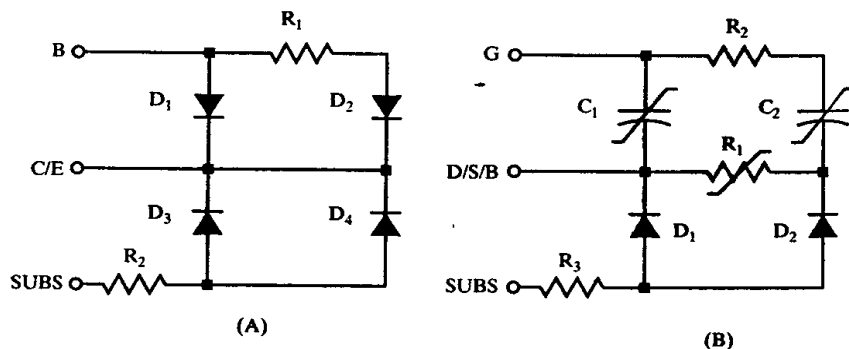 R₁
B
D₁
D₂
C/E
D₃
D₄
R₂
SUBS
(A)
R₂
G
C₁
C₂
R₁
D/S/B
D₁
D₂
R₃
SUBS
(B)